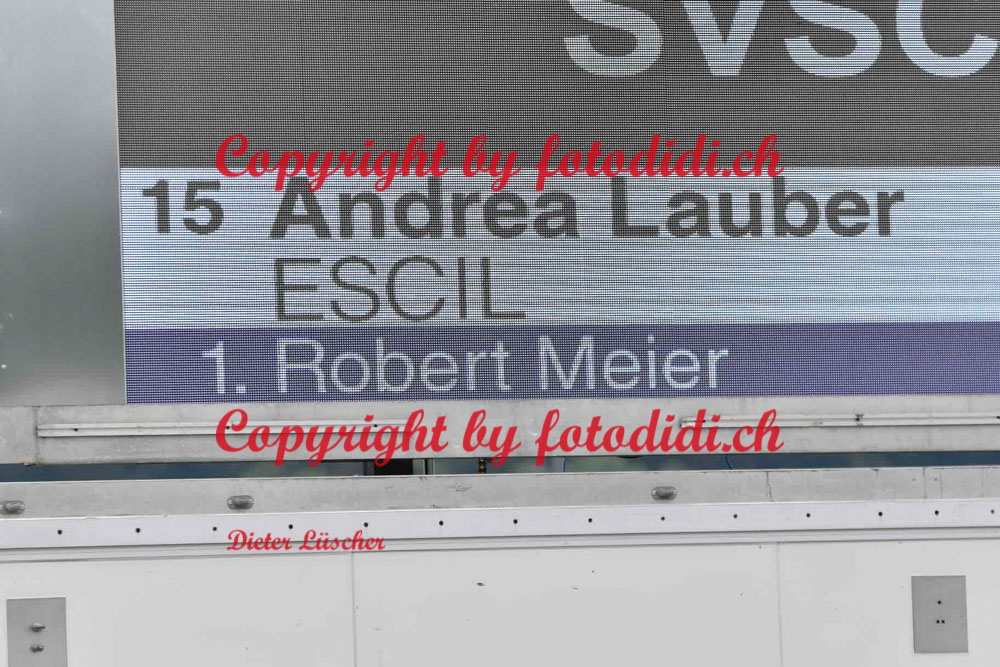 SVSC
Copyright by fotodidi.ch
15 Andrea Lauber
ESCIL
1. Robert Meier
Copyright by fotodidi.ch
Dieter Lüscher